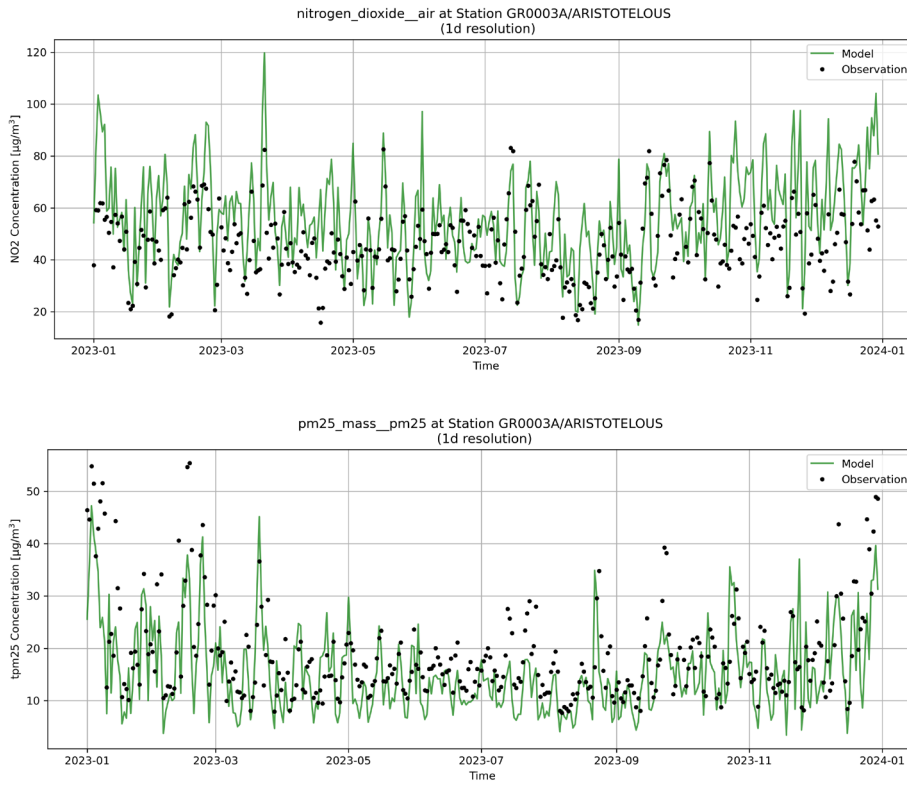 nitrogen_dioxide__air at Station GR0003A/ARISTOTELOUS
(1d resolution)
Model
Observation
120
100
80
60
40
20
NO2 Concentration [µg/m³]
2023-01 2023-03 2023-05 2023-07 2023-09 2023-11 2024-01
Time
pm25_mass__pm25 at Station GR0003A/ARISTOTELOUS
(1d resolution)
Model
Observation
50
40
30
20
10
tpm25 Concentration [µg/m³]
2023-01 2023-03 2023-05 2023-07 2023-09 2023-11 2024-01
Time